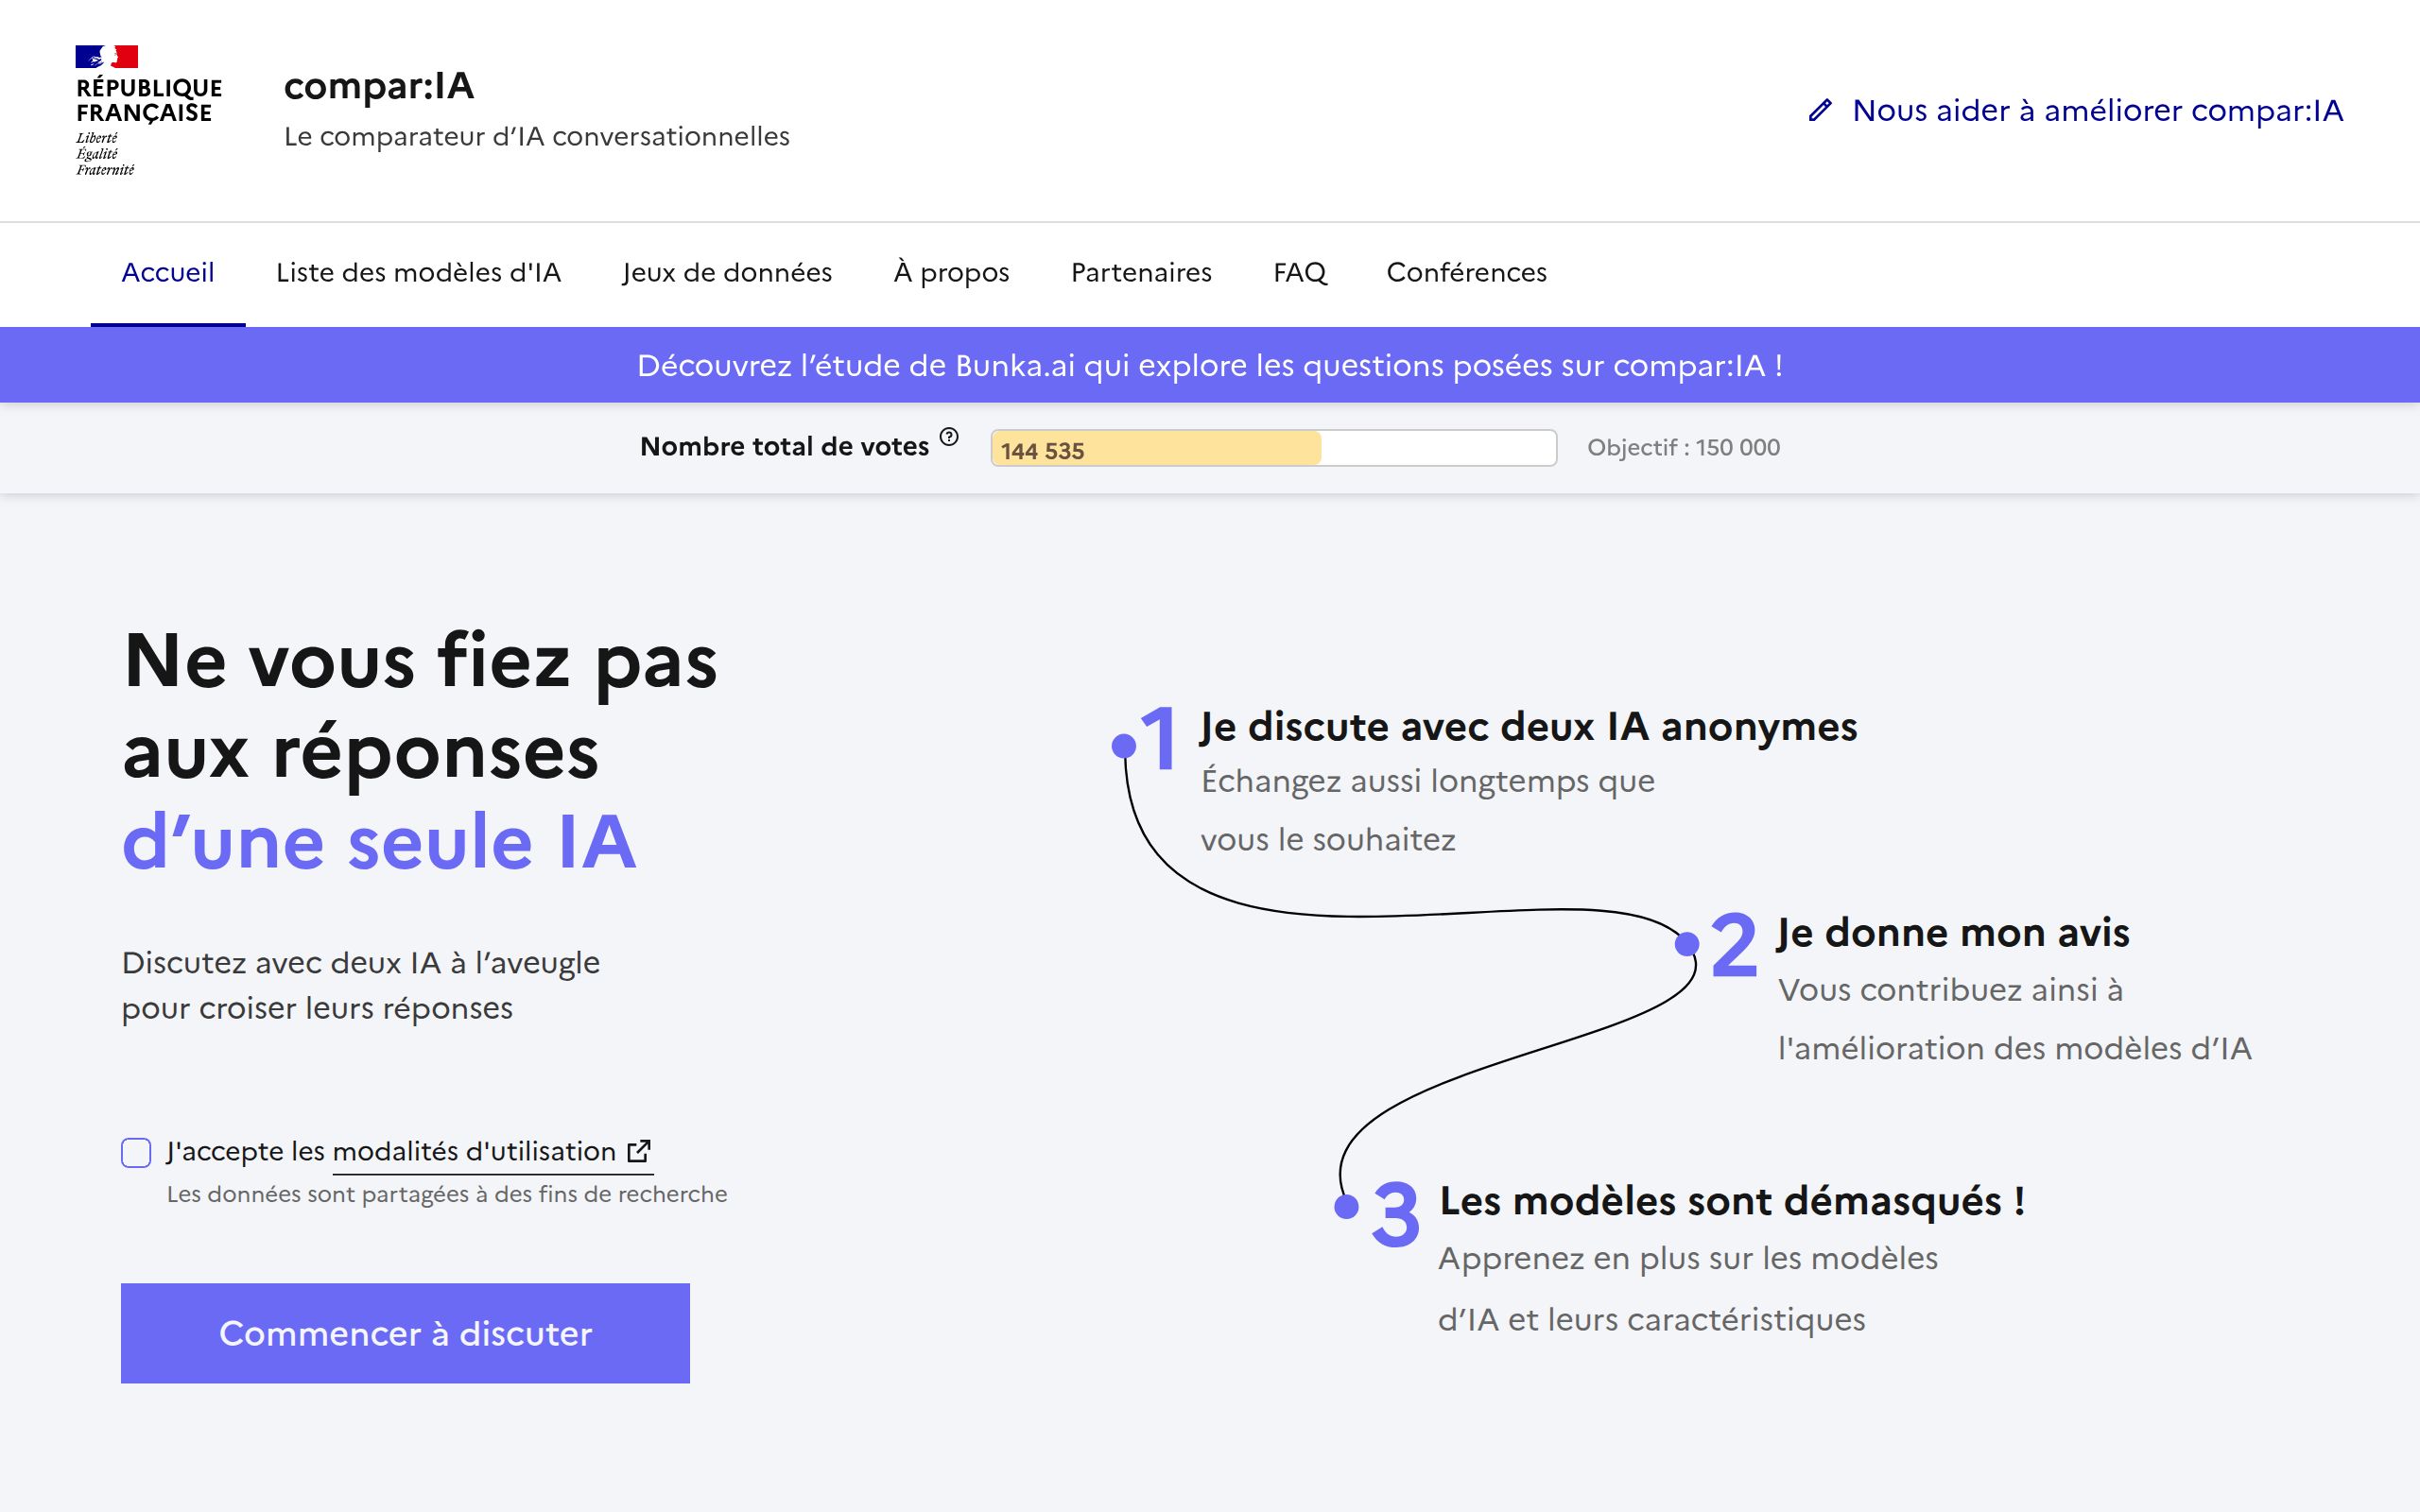 RÉPUBLIQUE
FRANÇAISE
Liberté
Égalité
Fraternité
compar:IA
Le comparateur d’IA conversationnelles
Nous aider à améliorer compar:IA
Accueil Liste des modèles d'IA Jeux de données À propos Partenaires FAQ Conférences
Découvrez l’étude de Bunka.ai qui explore les questions posées sur compar:IA !
Nombre total de votes ? 144 535 Objectif : 150 000
Ne vous fiez pas
aux réponses
d’une seule IA
Discutez avec deux IA à l’aveugle
pour croiser leurs réponses
J'accepte les modalités d'utilisation
Les données sont partagées à des fins de recherche
Commencer à discuter
1 Je discute avec deux IA anonymes
Échangez aussi longtemps que
vous le souhaitez
2 Je donne mon avis
Vous contribuez ainsi à
l'amélioration des modèles d’IA
3 Les modèles sont démasqués !
Apprenez en plus sur les modèles
d’IA et leurs caractéristiques